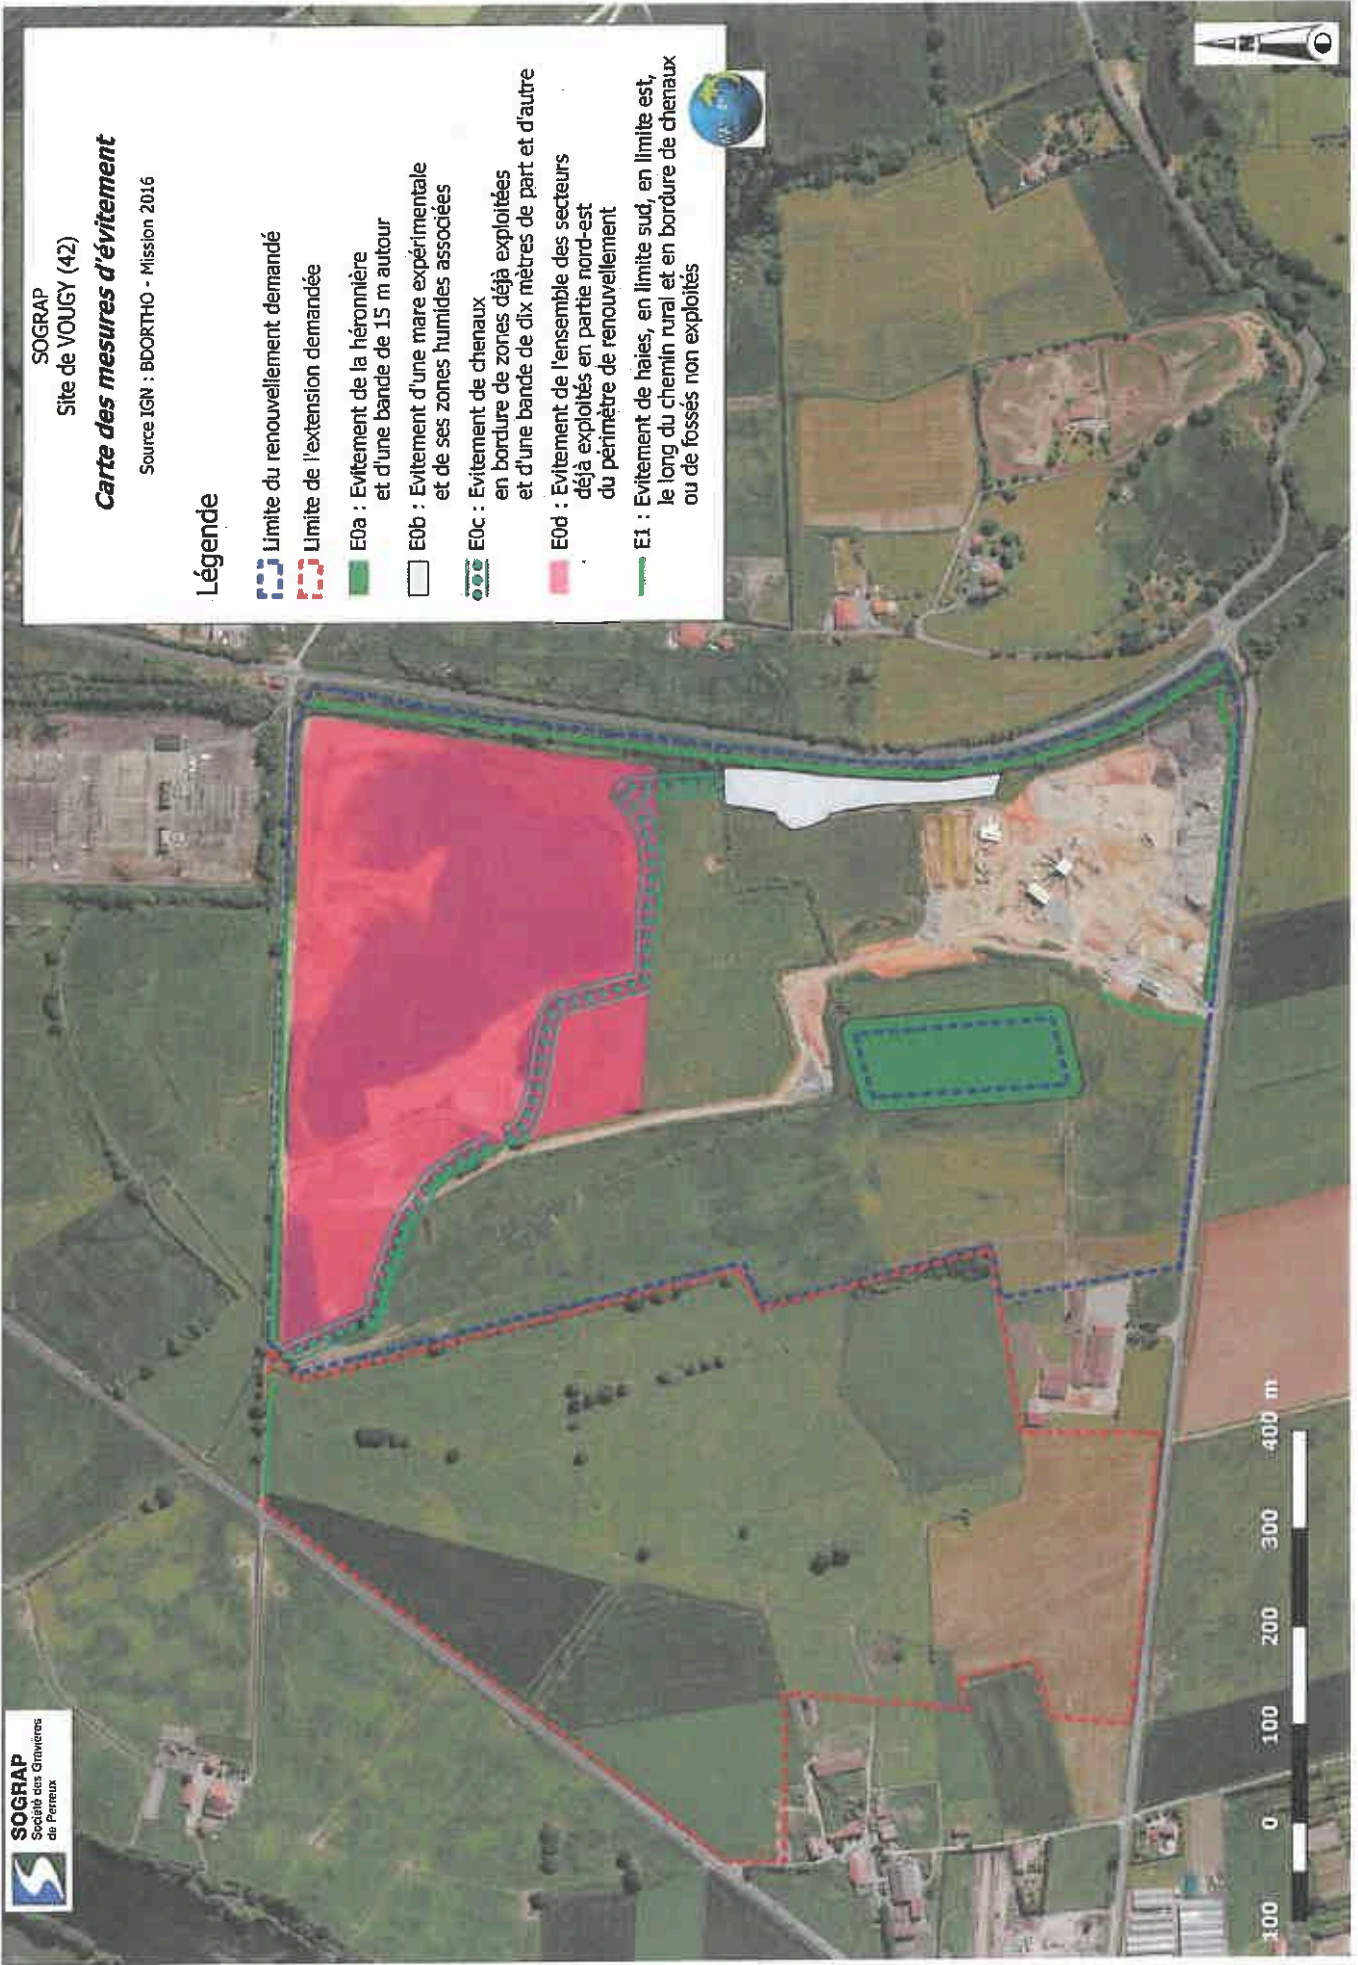 SOGRAP
Société des Gravières
de Perreux
SOGRAP
Site de VOUGY (42)
Carte des mesures d'évitement
Source IGN : BDORTHO - Mission 2016
Légende
Limite du renouvellement demandé
Limite de l'extension demandée
E0a : Evitement de la héronnière
et d'une bande de 15 m autour
E0b : Evitement d'une mare expérimentale
et de ses zones humides associées
E0c : Evitement de chenaux
en bordure de zones déjà exploitées
et d'une bande de dix mètres de part et d'autre
E0d : Evitement de l'ensemble des secteurs
déjà exploités en partie nord-est
du périmètre de renouvellement
E1 : Evitement de haies, en limite sud, en limite est,
le long du chemin rural et en bordure de chenaux
ou de fossés non exploités
N
100 0 100 200 300 400 m